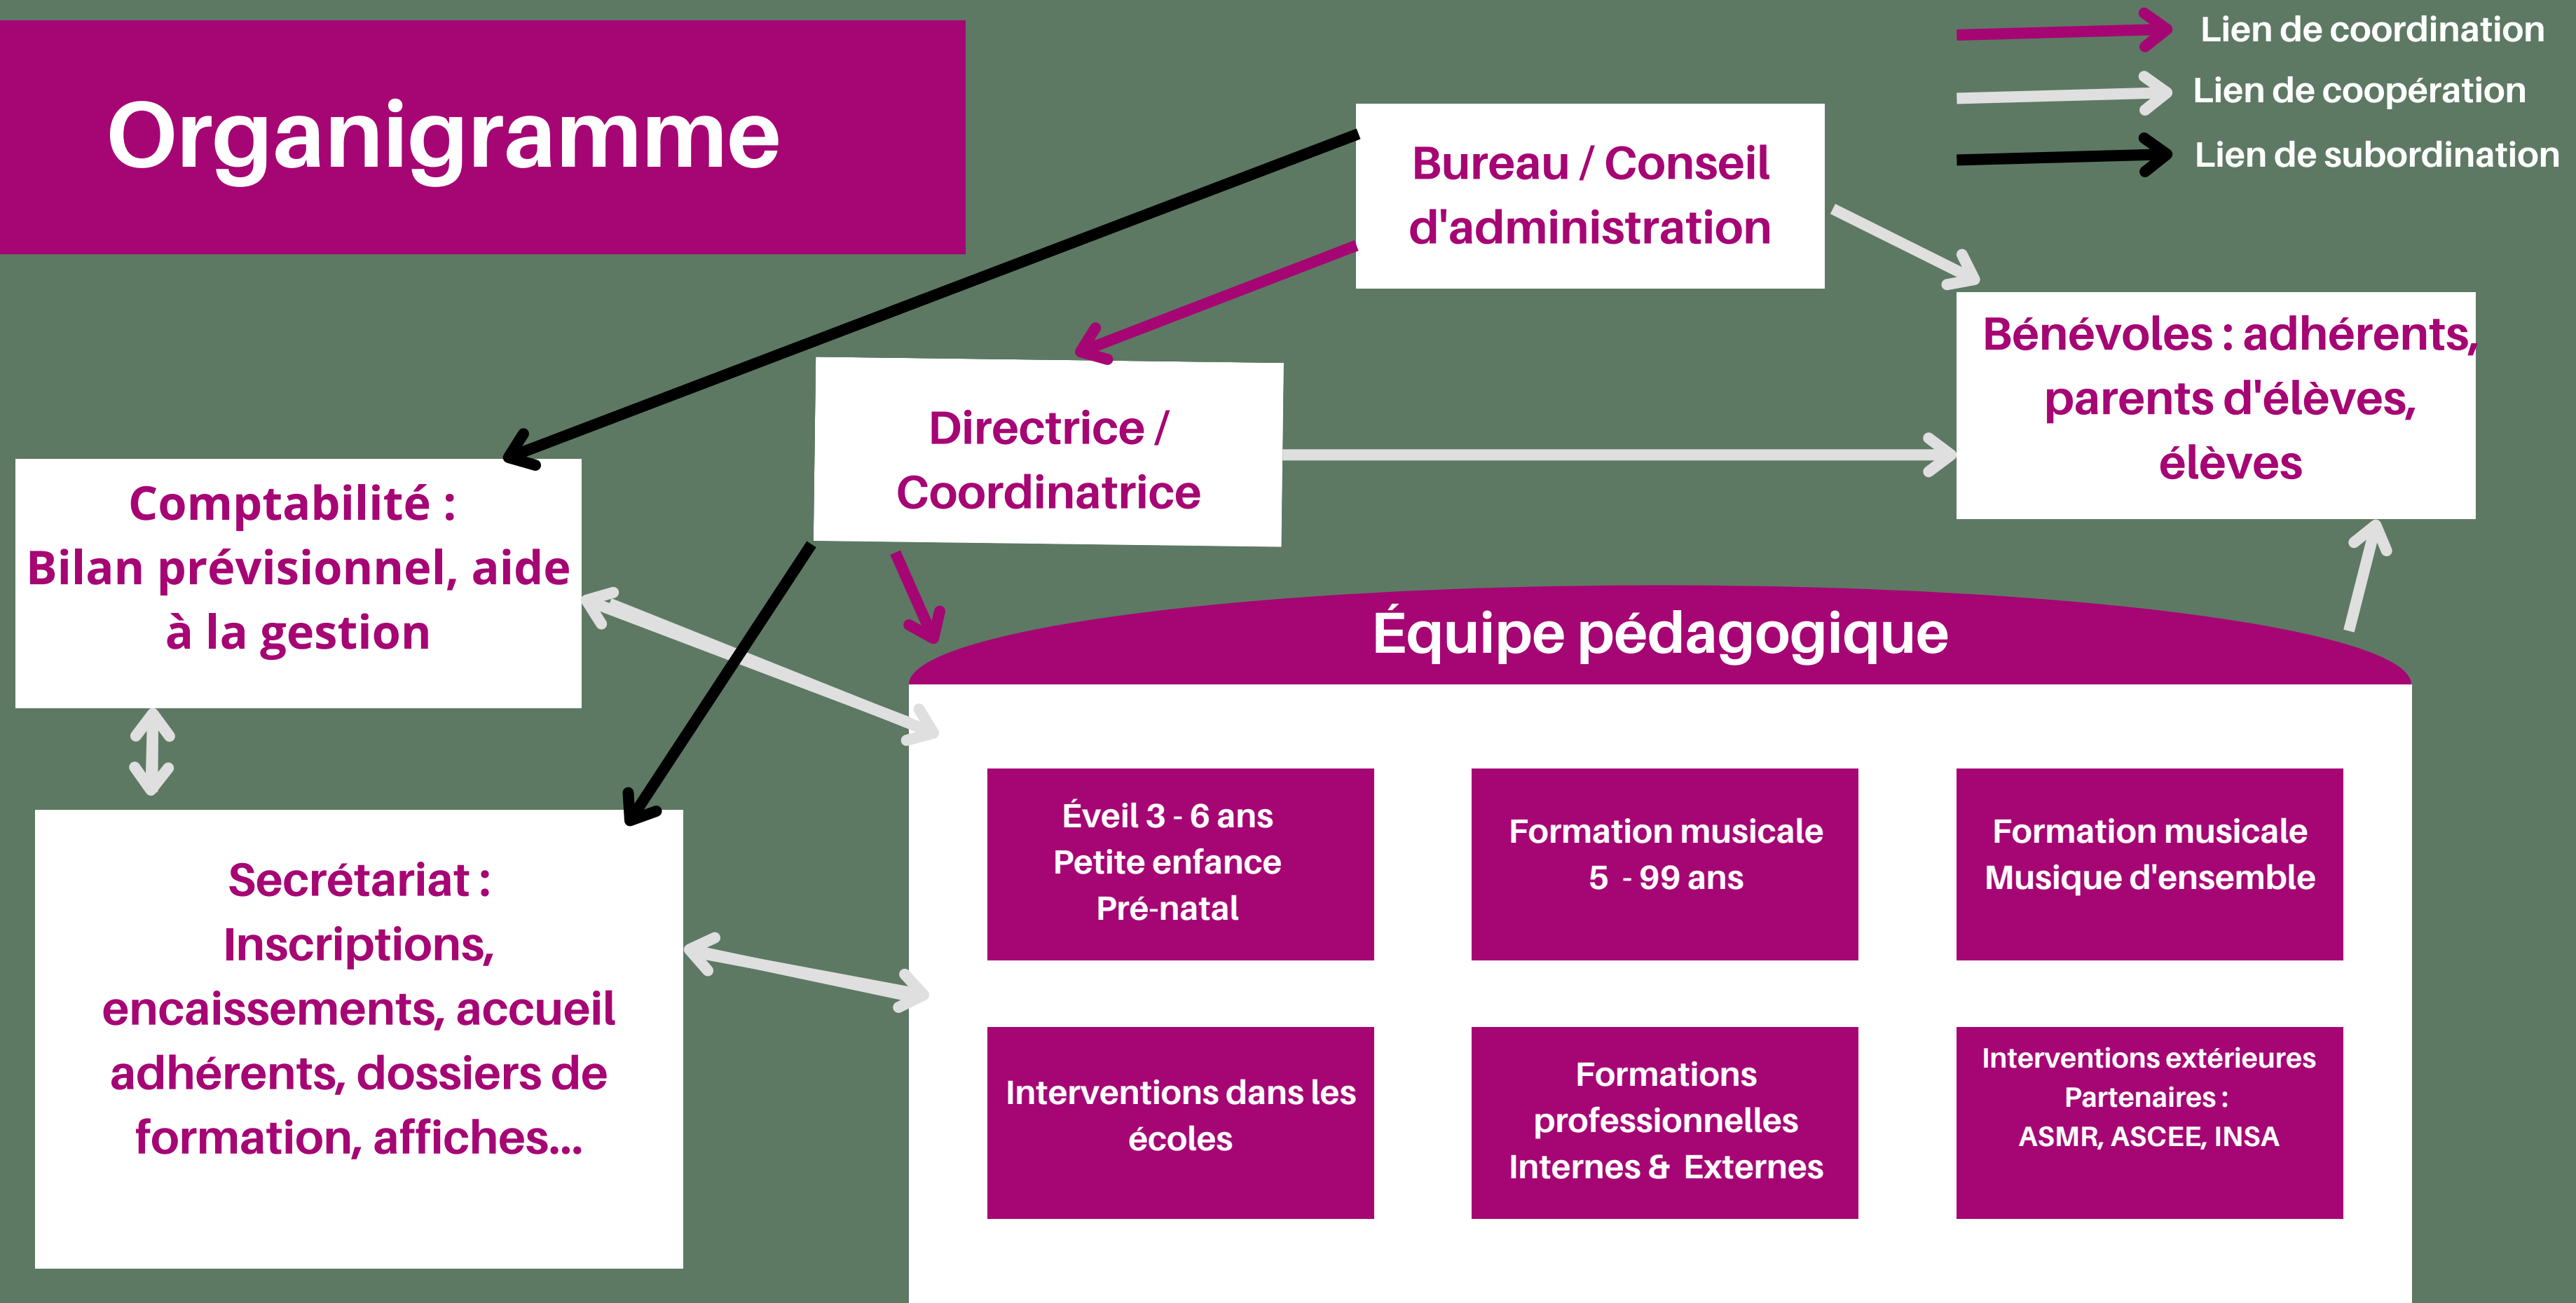 Organigramme
Lien de coordination
Lien de coopération
Lien de subordination
Bureau / Conseil
d'administration
Bénévoles : adhérents,
parents d'élèves,
élèves
Directrice /
Coordinatrice
Comptabilité :
Bilan prévisionnel, aide
à la gestion
Secrétariat :
Inscriptions,
encaissements, accueil
adhérents, dossiers de
formation, affiches...
Équipe pédagogique
Éveil 3 - 6 ans
Petite enfance
Pré-natal
Formation musicale
5 - 99 ans
Formation musicale
Musique d'ensemble
Interventions dans les
écoles
Formations
professionnelles
Internes & Externes
Interventions extérieures
Partenaires :
ASMR, ASCEE, INSA